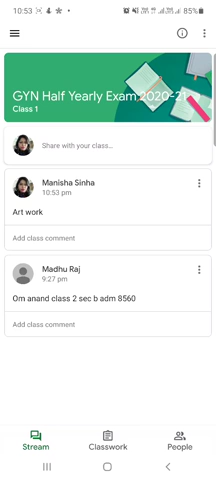 10:53
85%
GYN Half Yearly Exam 2020-21
Class 1
Share with your class...
Manisha Sinha
10:53 pm
Art work
Add class comment
Madhu Raj
9:27 pm
Om anand class 2 sec b adm 8560
Add class comment
Stream
Classwork
People